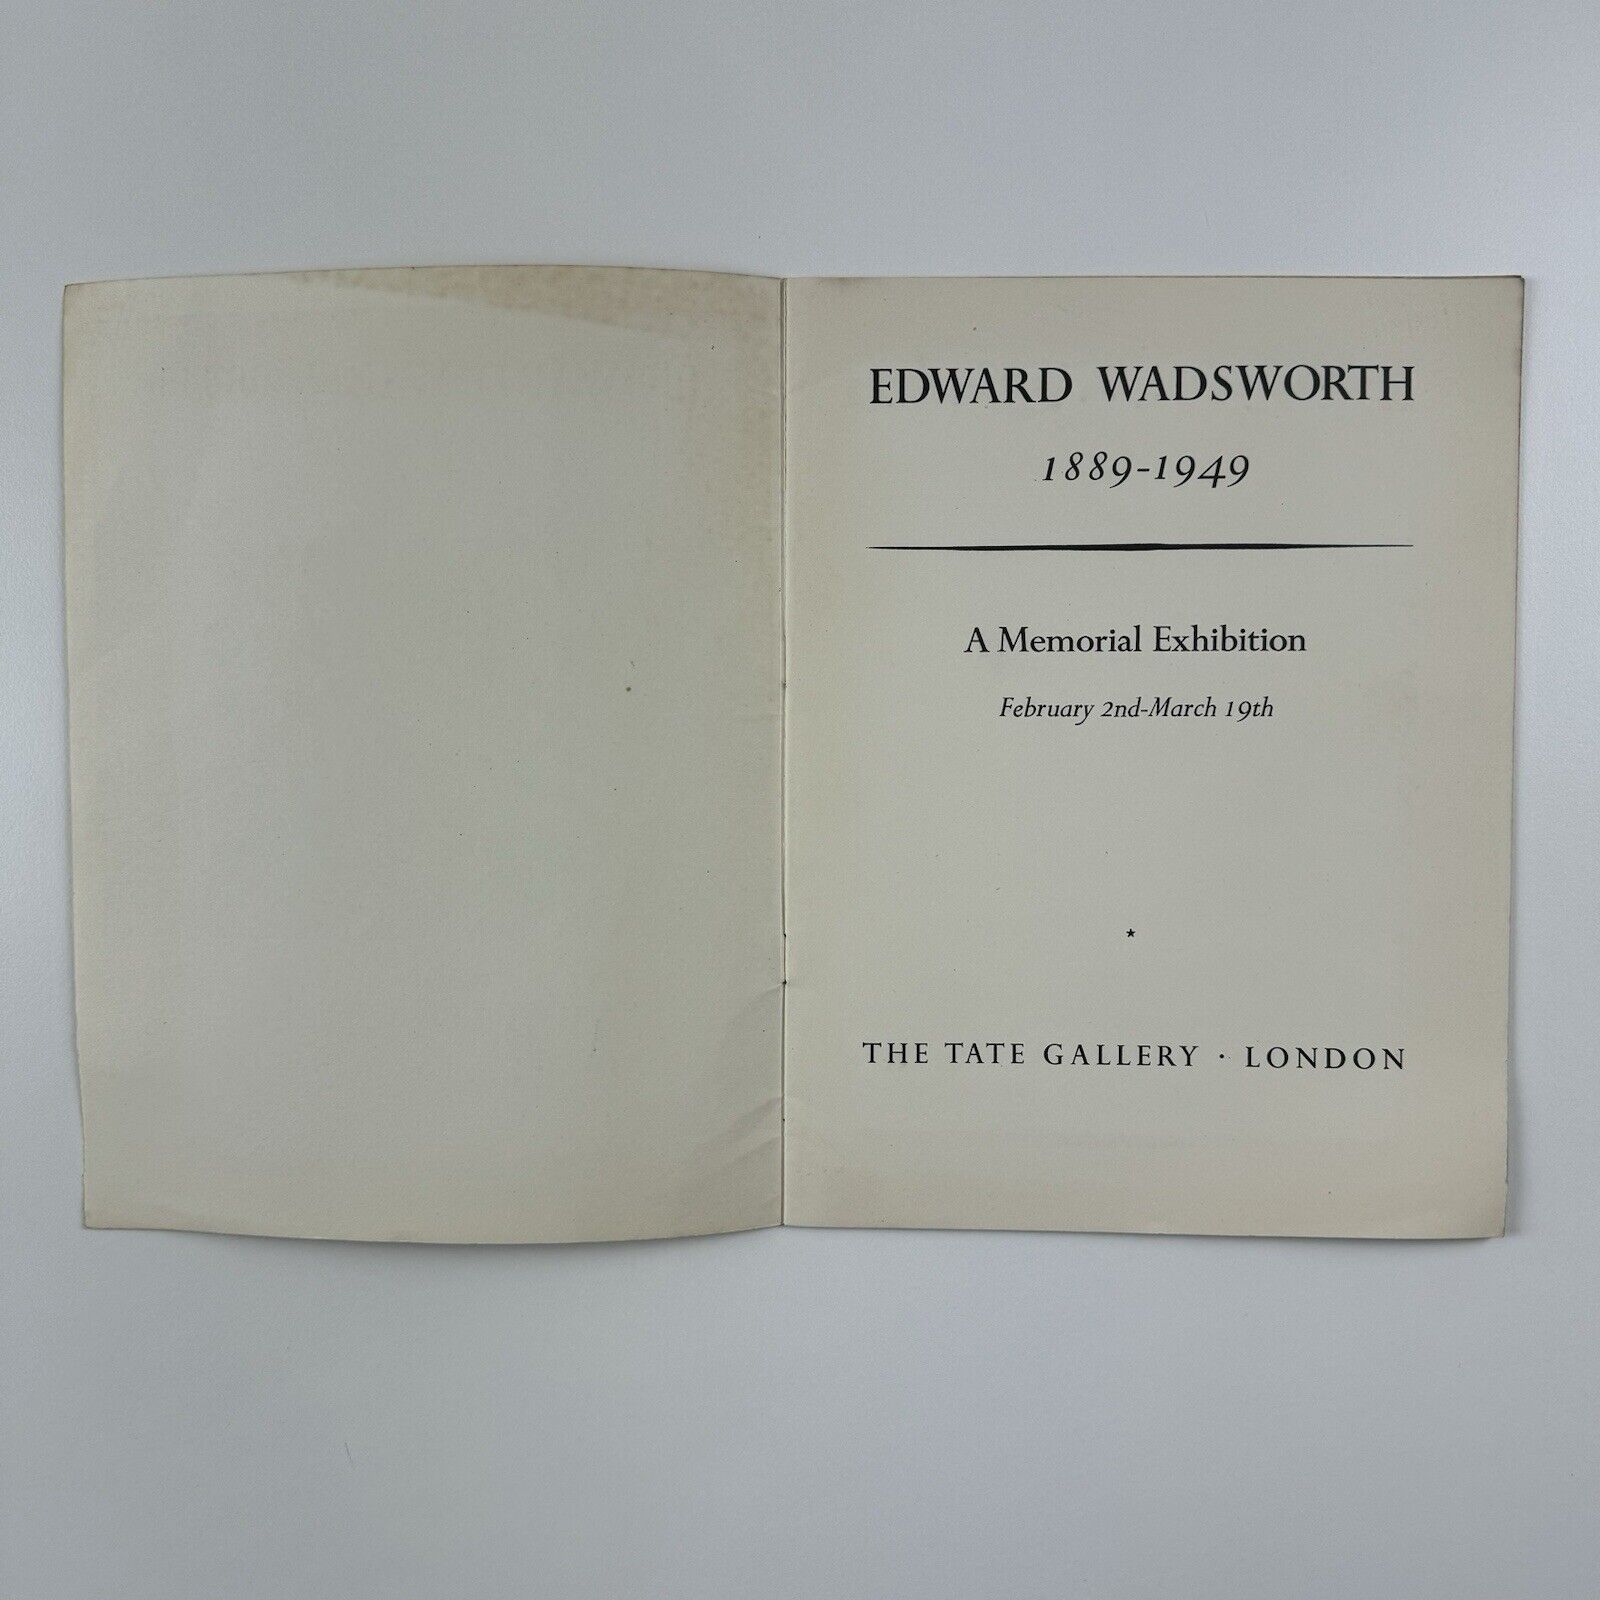 EDWARD WADSWORTH
1889-1949
A Memorial Exhibition
February 2nd-March 19th
★
THE TATE GALLERY · LONDON